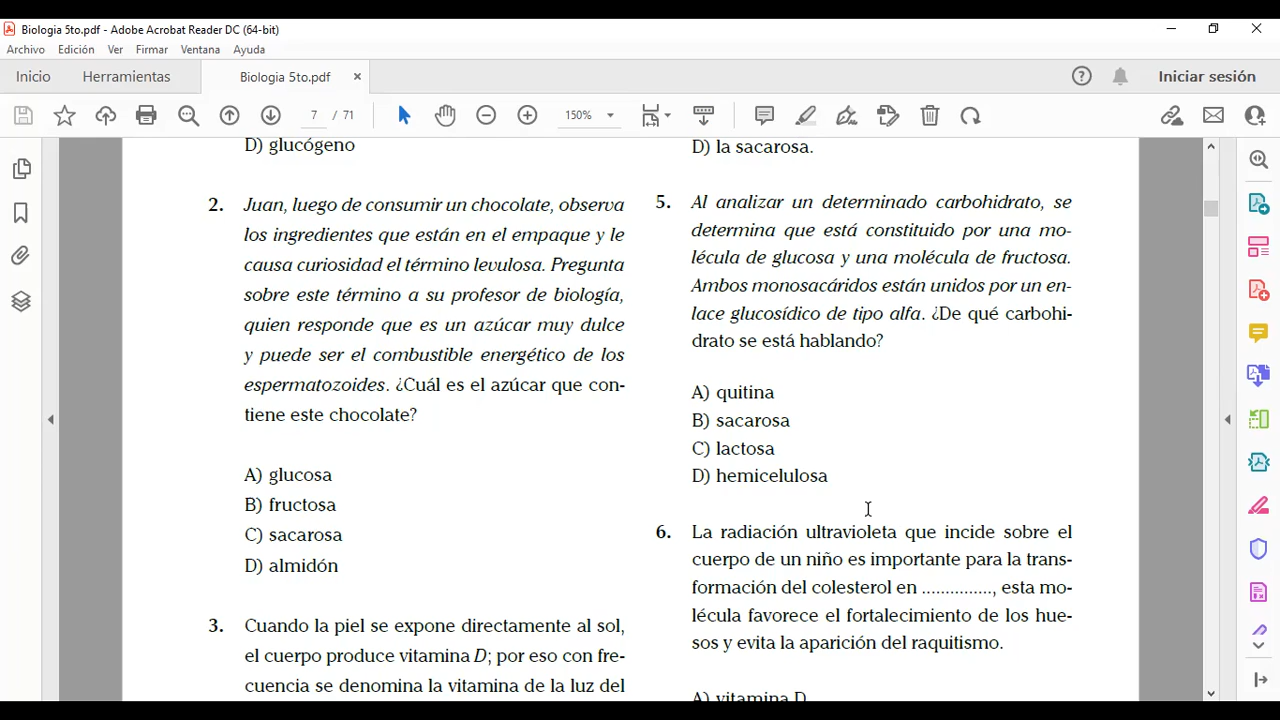 Biologia 5to.pdf - Adobe Acrobat Reader DC (64-bit)
Archivo Edición Ver Firmar Ventana Ayuda
Inicio Herramientas Biologia 5to.pdf × Iniciar sesión
7 / 71 150%
D) glucógeno
2. Juan, luego de consumir un chocolate, observa
los ingredientes que están en el empaque y le
causa curiosidad el término levulosa. Pregunta
sobre este término a su profesor de biología,
quien responde que es un azúcar muy dulce
y puede ser el combustible energético de los
espermatozoides. ¿Cuál es el azúcar que con-
tiene este chocolate?
A) glucosa
B) fructosa
C) sacarosa
D) almidón
3. Cuando la piel se expone directamente al sol,
el cuerpo produce vitamina D; por eso con fre-
cuencia se denomina la vitamina de la luz del
D) la sacarosa.
5. Al analizar un determinado carbohidrato, se
determina que está constituido por una mo-
lécula de glucosa y una molécula de fructosa.
Ambos monosacáridos están unidos por un en-
lace glucosídico de tipo alfa. ¿De qué carbohi-
drato se está hablando?
A) quitina
B) sacarosa
C) lactosa
D) hemicelulosa
6. La radiación ultravioleta que incide sobre el
cuerpo de un niño es importante para la trans-
formación del colesterol en ..............., esta mo-
lécula favorece el fortalecimiento de los hue-
sos y evita la aparición del raquitismo.
A) vitamina D